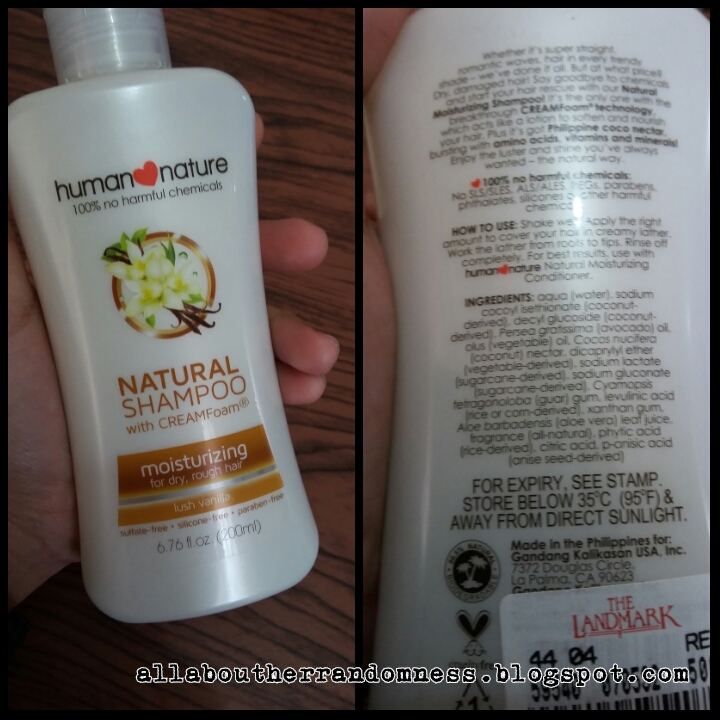 human nature
100% no harmful chemicals
NATURAL
SHAMPOO
with CREAMFoam®
moisturizing
for dry, rough hair
lush vanilla
sulfate-free • silicone-free • paraben-free
6.76 fl.oz. (200ml)
Whether it's super straight,
romantic waves, hair in every trendy
shade - we've done it all. But at what price?
Dry, damaged hair! Say goodbye to chemicals
and start your hair rescue with our Natural
Moisturizing Shampoo! It's the only one with the
breakthrough CREAMFoam® technology,
which acts like a lotion to soften and nourish
your hair. Plus it's got Philippine coco nectar,
bursting with amino acids, vitamins and minerals!
Enjoy the luster and shine you've always
wanted - the natural way.
100% no harmful chemicals:
No SLS/SLES, ALS/ALES, PEGs, parabens,
phthalates, silicones or other harmful
chemicals
HOW TO USE: Shake well. Apply the right
amount to cover your hair in creamy lather.
Work the lather from roots to tips. Rinse off
completely. For best results, use with
human nature Natural Moisturizing
Conditioner.
INGREDIENTS: aqua (water), sodium
cocoyl isethionate (coconut-
derived), decyl glucoside (coconut-
derived), Persea gratissima (avocado) oil,
olus (vegetable) oil, Cocos nucifera
(coconut) nectar, dicaprylyl ether
(vegetable-derived), sodium lactate
(sugarcane-derived), sodium gluconate
(sugarcane-derived), Cyamopsis
tetragonoloba (guar) gum, levulinic acid
(rice or corn-derived), xanthan gum,
Aloe barbadensis (aloe vera) leaf juice,
fragrance (all-natural), phytic acid
(rice-derived), citric acid, p-anisic acid
(anise seed-derived)
FOR EXPIRY, SEE STAMP.
STORE BELOW 35°C (95°F) &
AWAY FROM DIRECT SUNLIGHT.
Made in the Philippines for:
Gandang Kalikasan USA, Inc.
7372 Douglas Circle,
La Palma, CA 90623
THE
LANDMARK
44 04 RE
allaboutherrandomness.blogspot.com